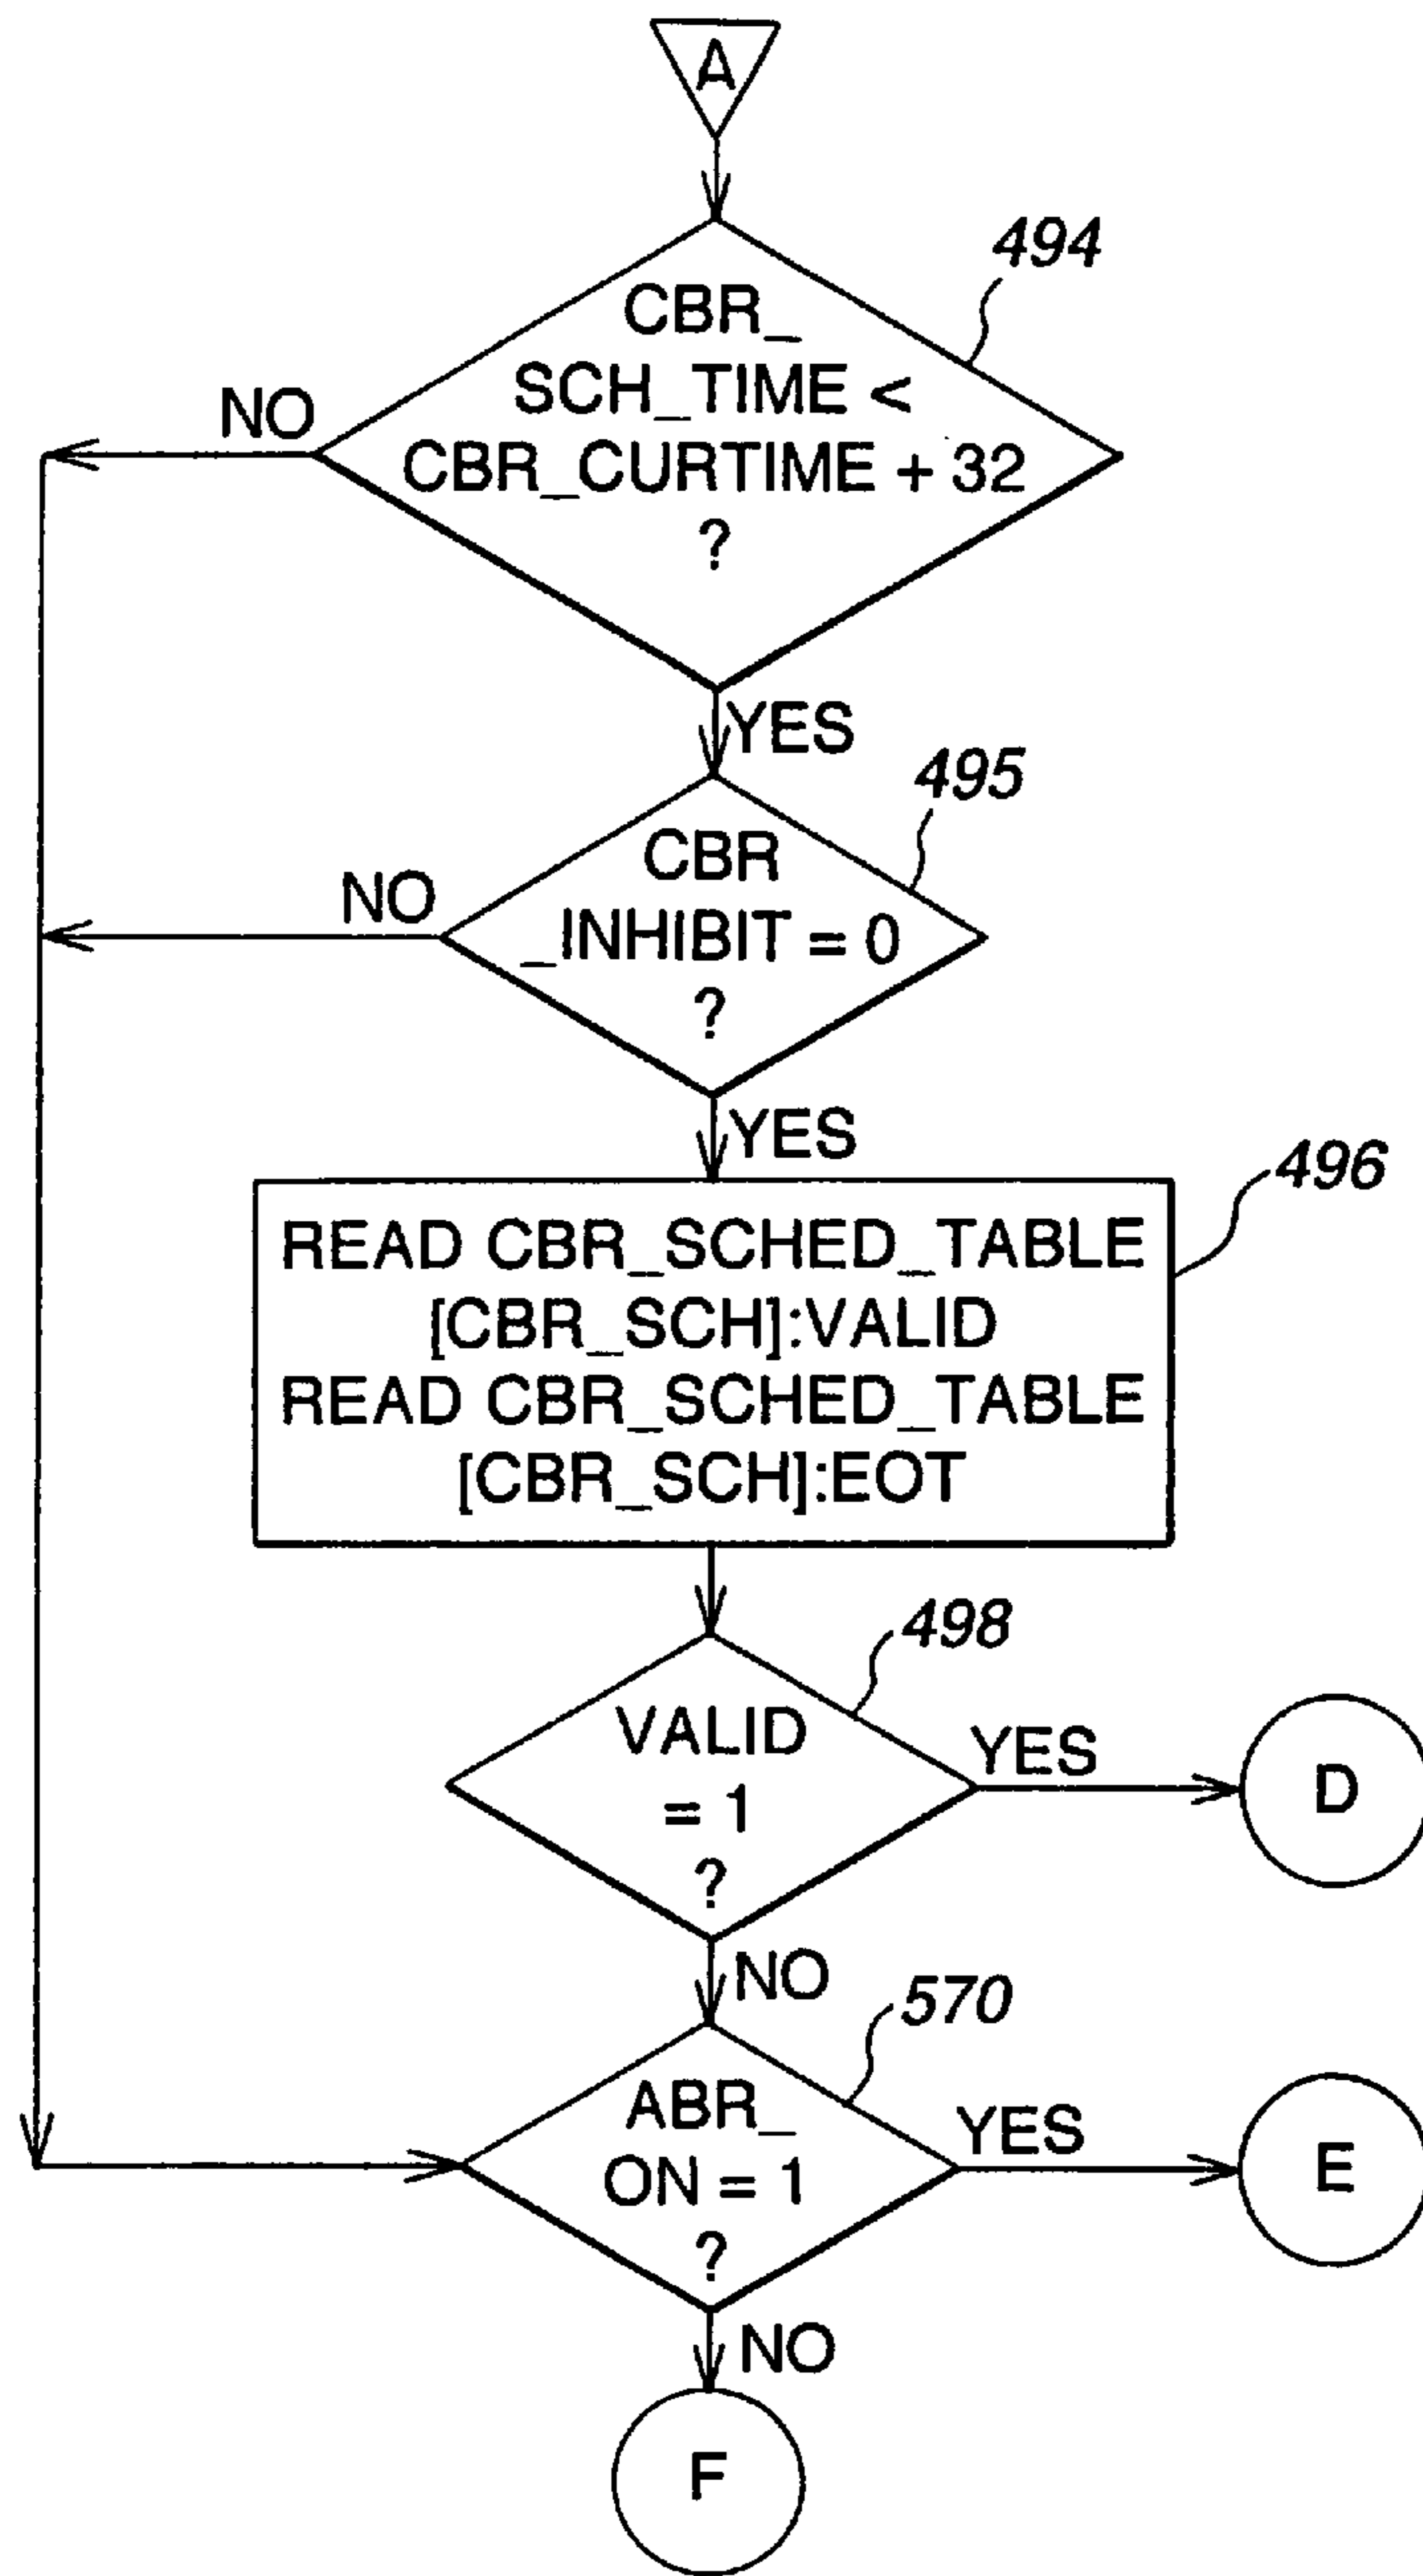 A
494
CBR_
SCH_TIME <
CBR_CURTIME + 32
?
NO
YES
495
CBR
_INHIBIT = 0
?
NO
YES
496
READ CBR_SCHED_TABLE
[CBR_SCH]:VALID
READ CBR_SCHED_TABLE
[CBR_SCH]:EOT
498
VALID
= 1
?
YES
D
NO
570
ABR_
ON = 1
?
YES
E
NO
F